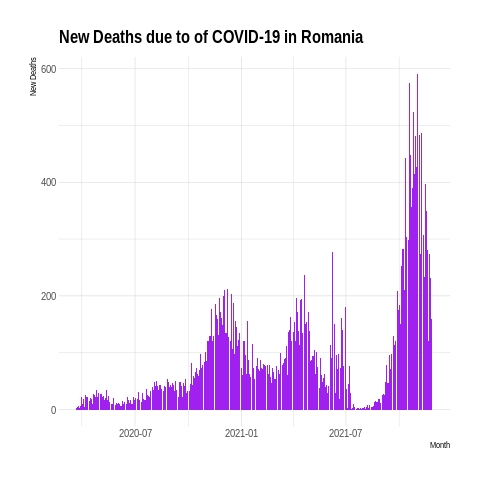 New Deaths due to of COVID-19 in Romania
New Deaths
600
400
200
0
2020-07
2021-01
2021-07
Month